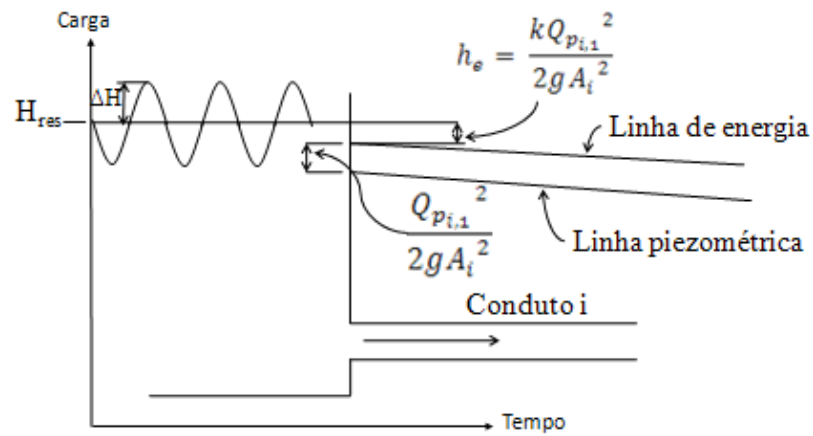 Carga
ΔH
H_res
h_e = kQ_{p_{i,1}}^2 / 2gA_i^2
Linha de energia
Q_{p_{i,1}}^2 / 2gA_i^2
Linha piezométrica
Conduto i
Tempo